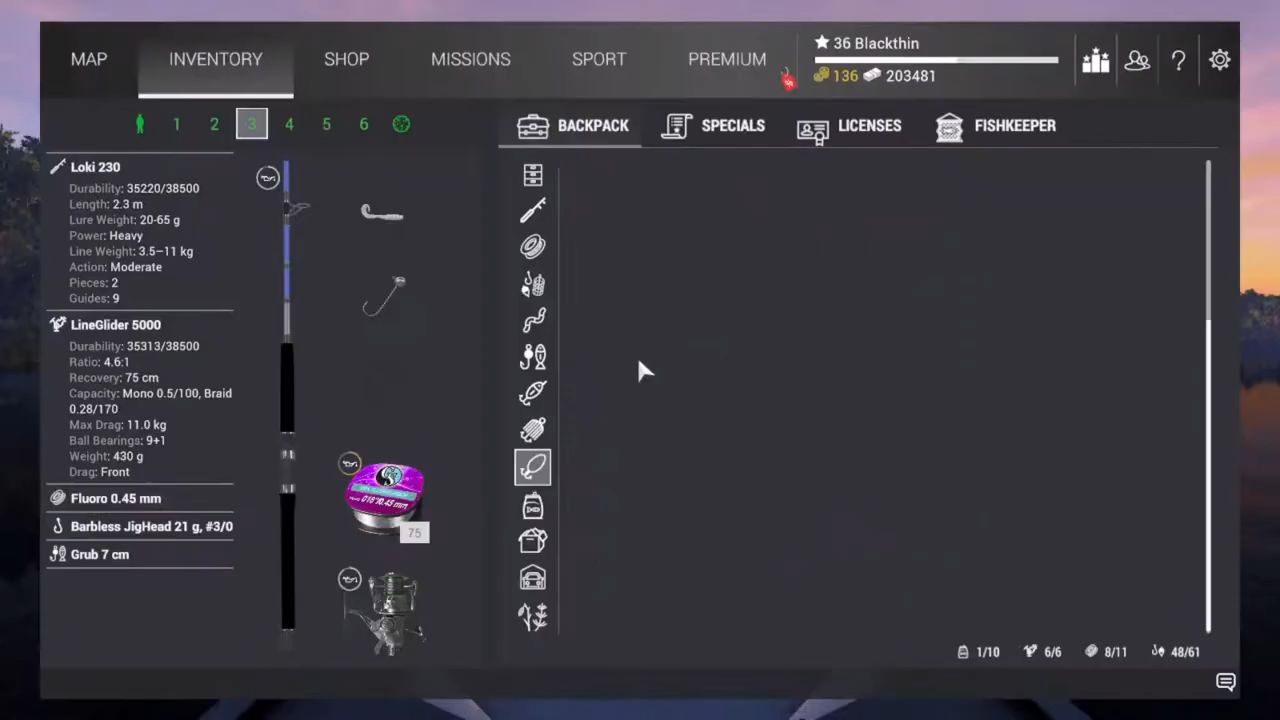 MAP
INVENTORY
SHOP
MISSIONS
SPORT
PREMIUM
36 Blackthin
136 203481
1 2 3 4 5 6
BACKPACK
SPECIALS
LICENSES
FISHKEEPER
Loki 230
Durability: 35220/38500
Length: 2.3 m
Lure Weight: 20-65 g
Power: Heavy
Line Weight: 3.5–11 kg
Action: Moderate
Pieces: 2
Guides: 9
LineGlider 5000
Durability: 35313/38500
Ratio: 4.6:1
Recovery: 75 cm
Capacity: Mono 0.5/100, Braid
0.28/170
Max Drag: 11.0 kg
Ball Bearings: 9+1
Weight: 430 g
Drag: Front
Fluoro 0.45 mm
Barbless JigHead 21 g, #3/0
Grub 7 cm
75
1/10
6/6
8/11
48/61